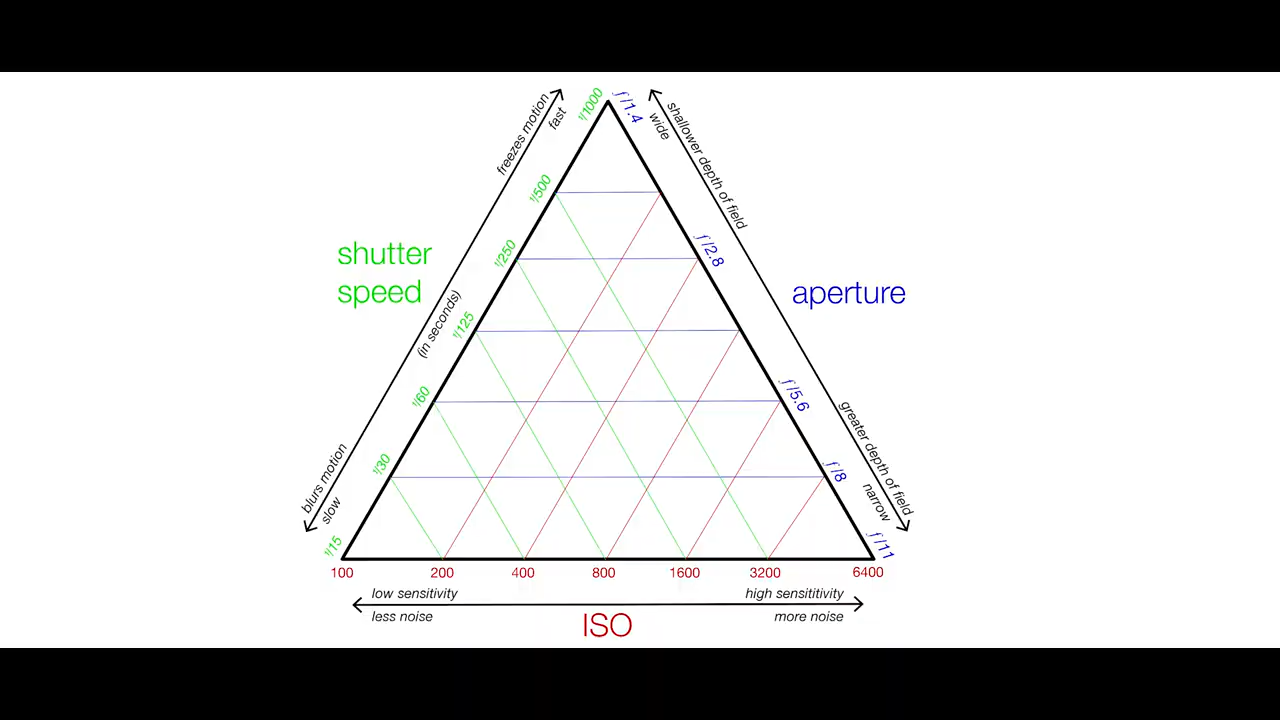 shutter
speed
freezes motion
fast
(in seconds)
blurs motion
slow
1/1000
1/500
1/250
1/125
1/60
1/30
1/15
ƒ/1.4
ƒ/2.8
ƒ/5.6
ƒ/8
ƒ/11
wide
shallower depth of field
aperture
greater depth of field
narrow
100 200 400 800 1600 3200 6400
low sensitivity high sensititivity
less noise more noise
ISO